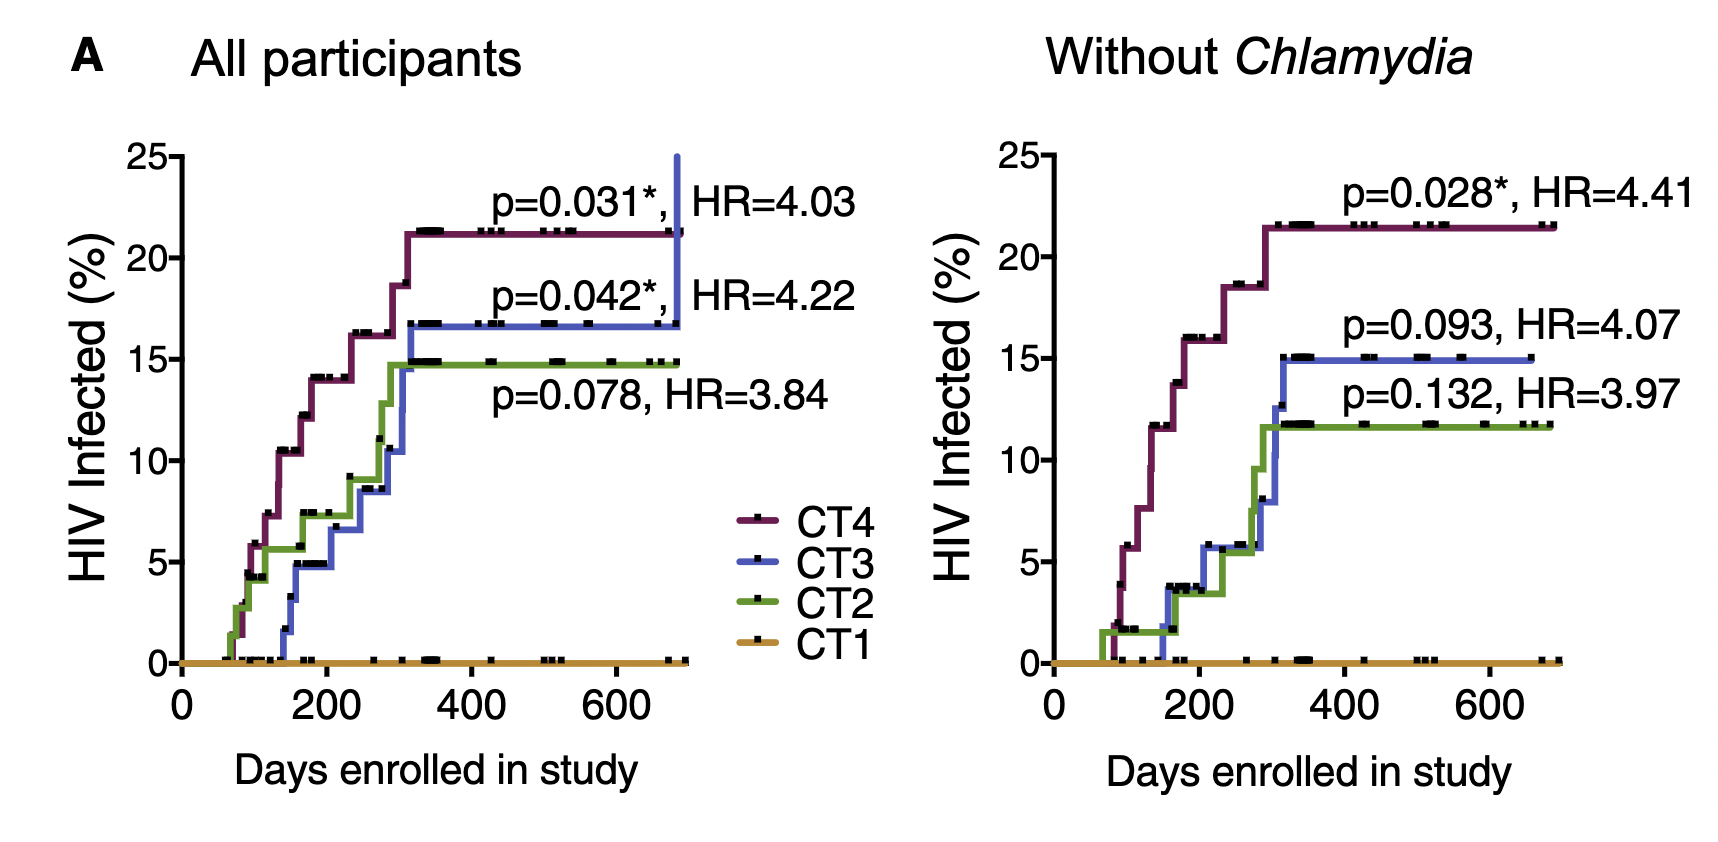 A All participants
25
20
15
10
5
0
HIV Infected (%)
p=0.031*, HR=4.03
p=0.042*, HR=4.22
p=0.078, HR=3.84
CT4
CT3
CT2
CT1
0 200 400 600
Days enrolled in study
Without Chlamydia
25
20
15
10
5
0
HIV Infected (%)
p=0.028*, HR=4.41
p=0.093, HR=4.07
p=0.132, HR=3.97
0 200 400 600
Days enrolled in study